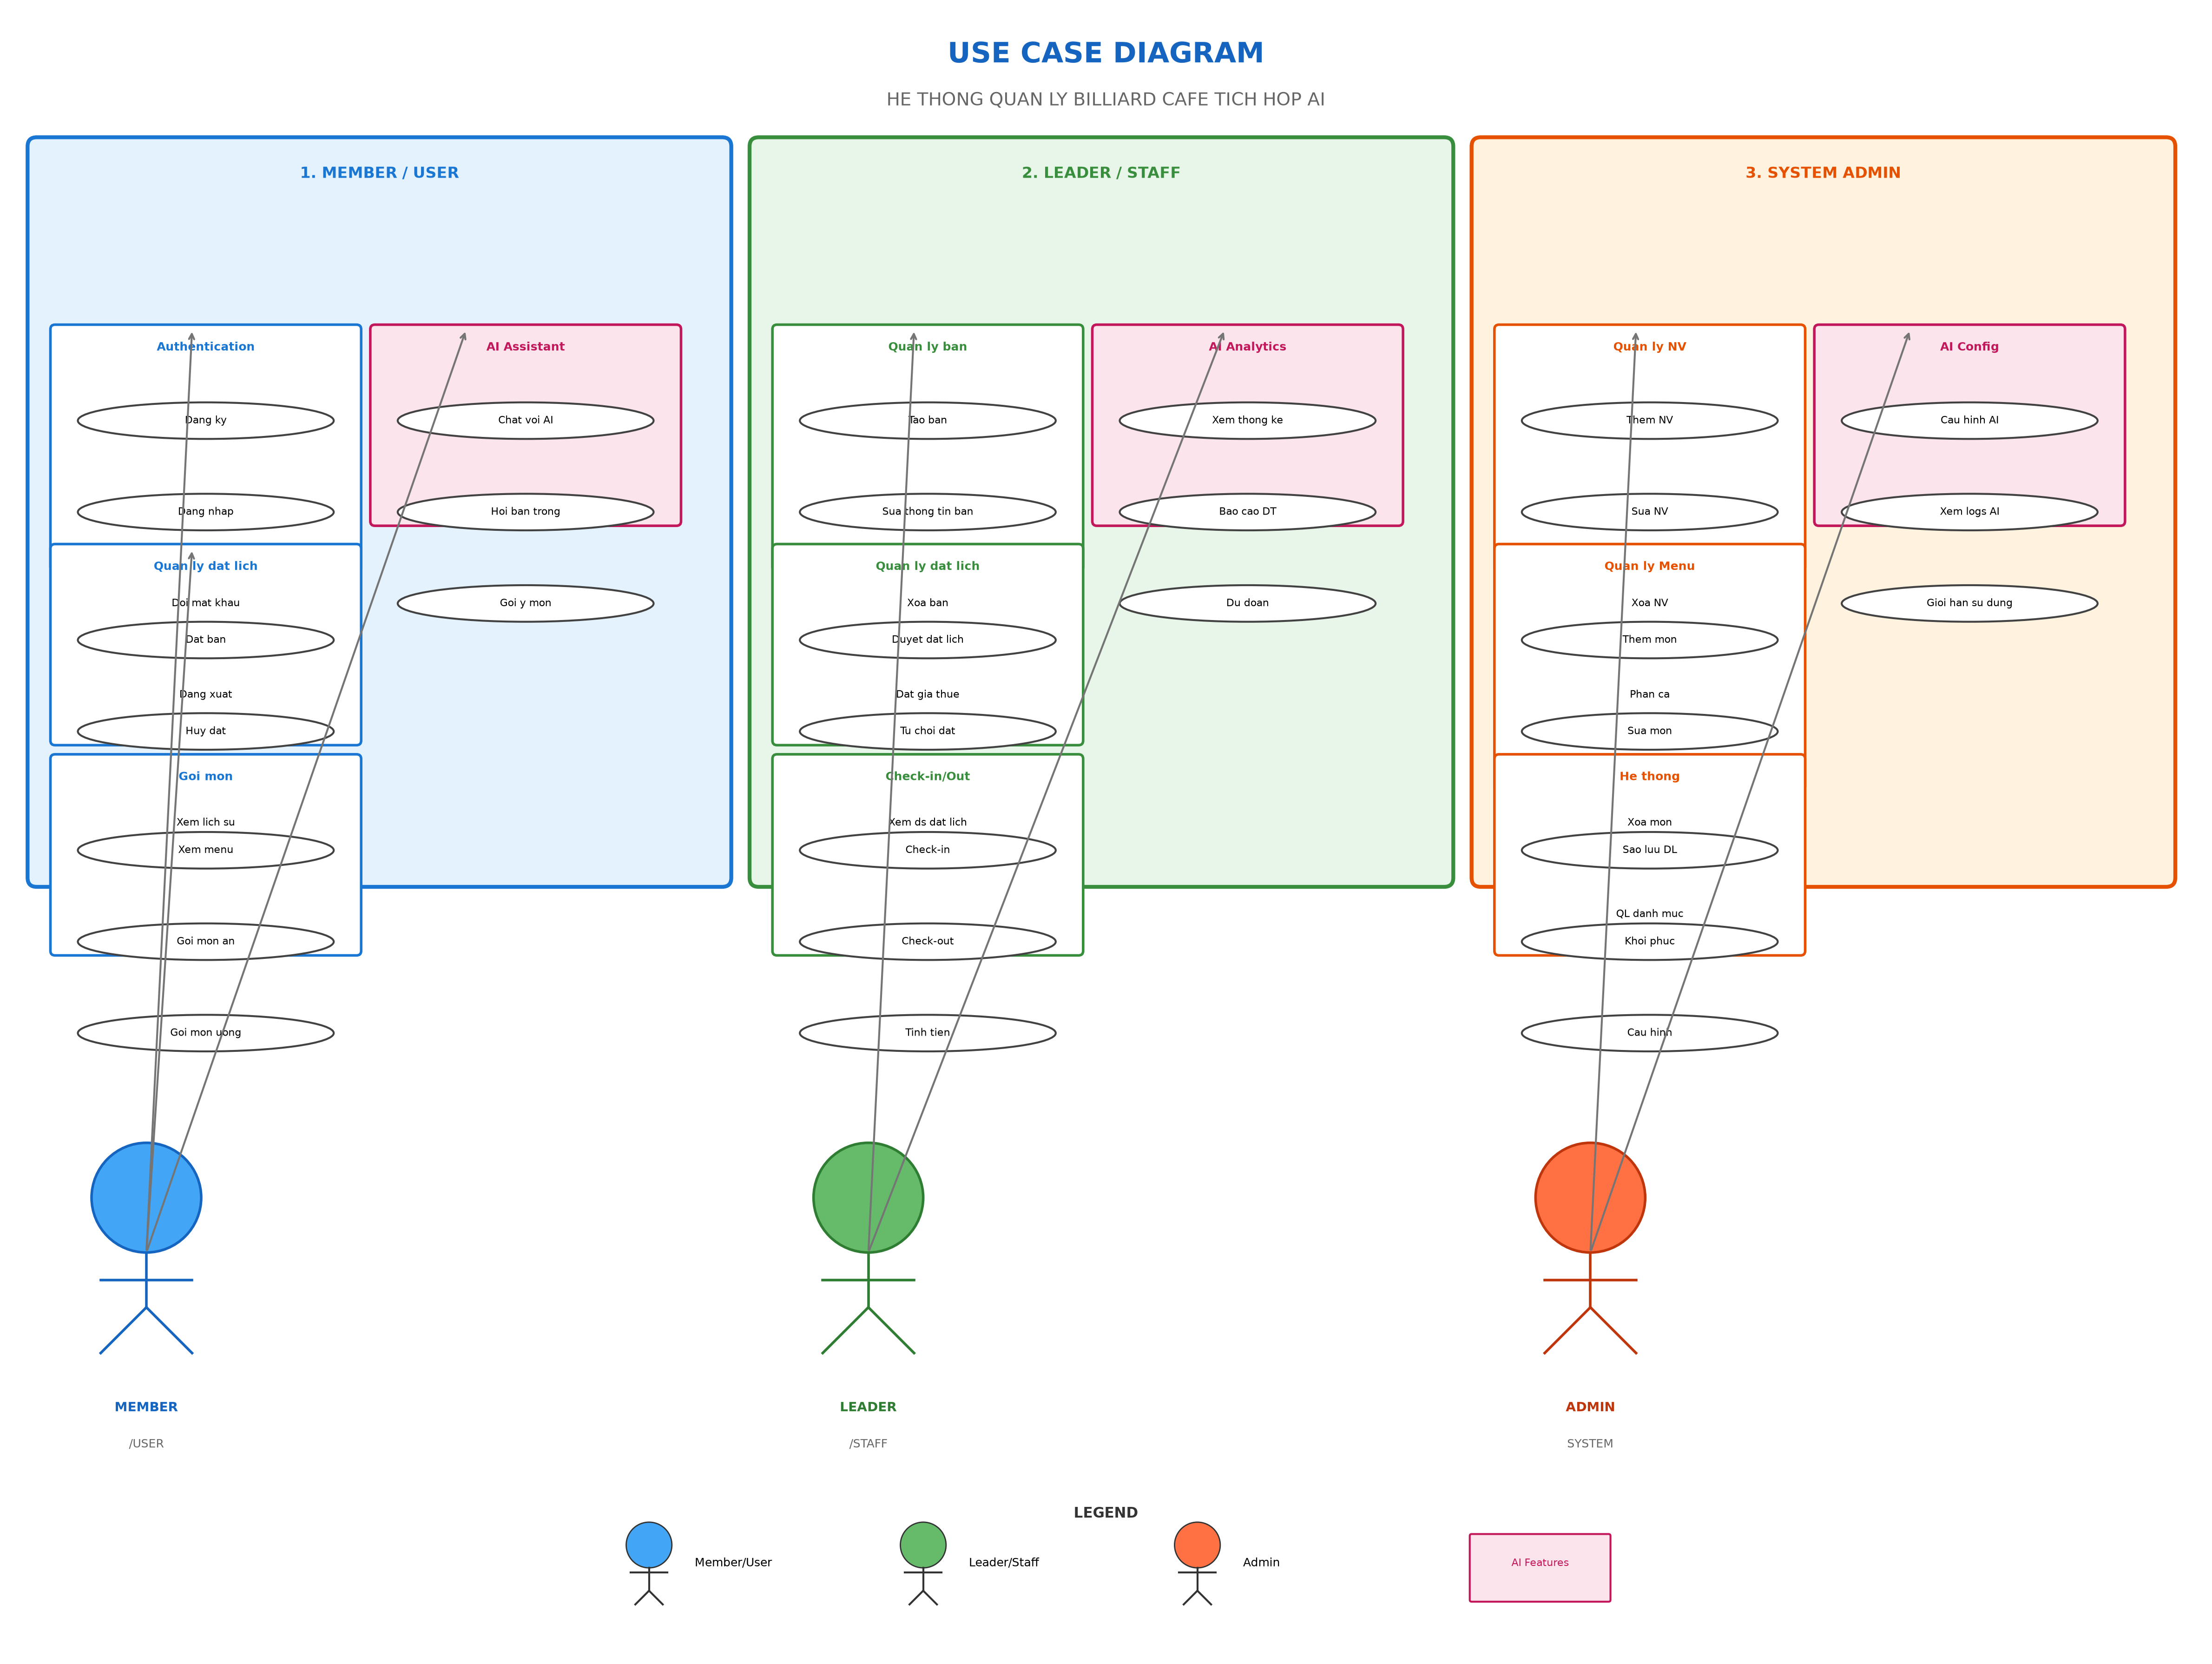 USE CASE DIAGRAM
HE THONG QUAN LY BILLIARD CAFE TICH HOP AI
1. MEMBER / USER
Authentication
Dang ky
Dang nhap
Quan ly dat lich
Doi mat khau
Dat ban
Dang xuat
Huy dat
Goi mon
Xem lich su
Xem menu
Goi mon an
Goi mon uong
AI Assistant
Chat voi AI
Hoi ban trong
Goi y mon
2. LEADER / STAFF
Quan ly ban
Tao ban
Sua thong tin ban
Quan ly dat lich
Xoa ban
Duyet dat lich
Dat gia thue
Tu choi dat
Check-in/Out
Xem ds dat lich
Check-in
Check-out
Tinh tien
AI Analytics
Xem thong ke
Bao cao DT
Du doan
3. SYSTEM ADMIN
Quan ly NV
Them NV
Sua NV
Quan ly Menu
Xoa NV
Them mon
Phan ca
Sua mon
He thong
Xoa mon
Sao luu DL
QL danh muc
Khoi phuc
Cau hinh
AI Config
Cau hinh AI
Xem logs AI
Gioi han su dung
MEMBER
/USER
LEADER
/STAFF
ADMIN
SYSTEM
LEGEND
Member/User
Leader/Staff
Admin
AI Features